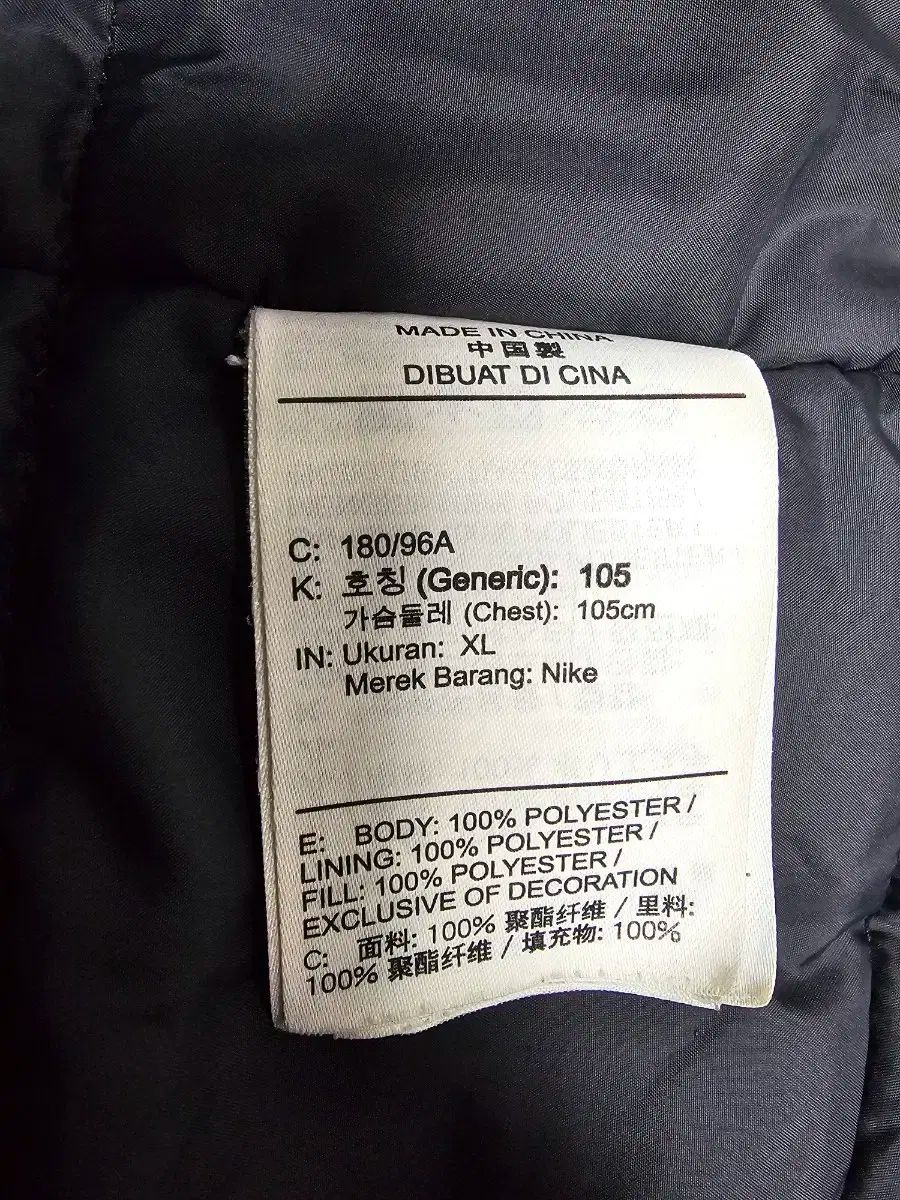 MADE IN CHINA
中国製
DIBUAT DI CINA
C: 180/96A
K: 호칭 (Generic): 105
가슴둘레 (Chest): 105cm
IN: Ukuran: XL
Merek Barang: Nike
E: BODY: 100% POLYESTER /
LINING: 100% POLYESTER /
FILL: 100% POLYESTER /
EXCLUSIVE OF DECORATION
C: 面料: 100% 聚酯纤维 / 里料:
100% 聚酯纤维 / 填充物: 100%